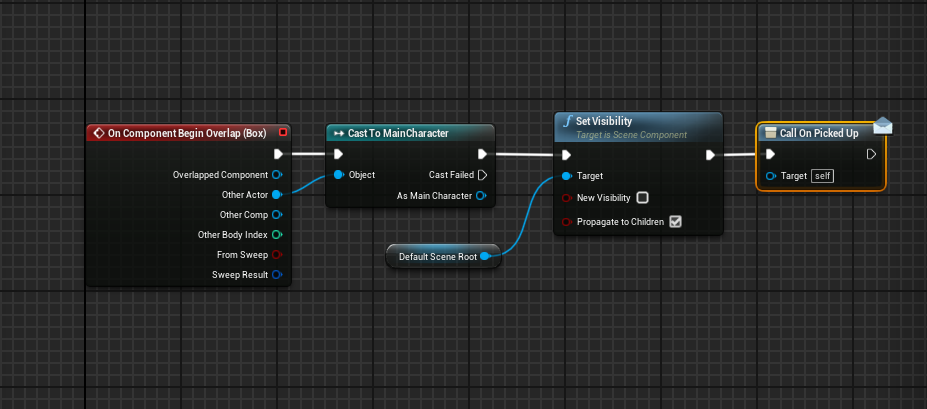 On Component Begin Overlap (Box)
Overlapped Component
Other Actor
Other Comp
Other Body Index
From Sweep
Sweep Result
Cast To MainCharacter
Object
Cast Failed
As Main Character
Default Scene Root
Set Visibility
Target is Scene Component
Target
New Visibility
Propagate to Children
Call On Picked Up
Target self